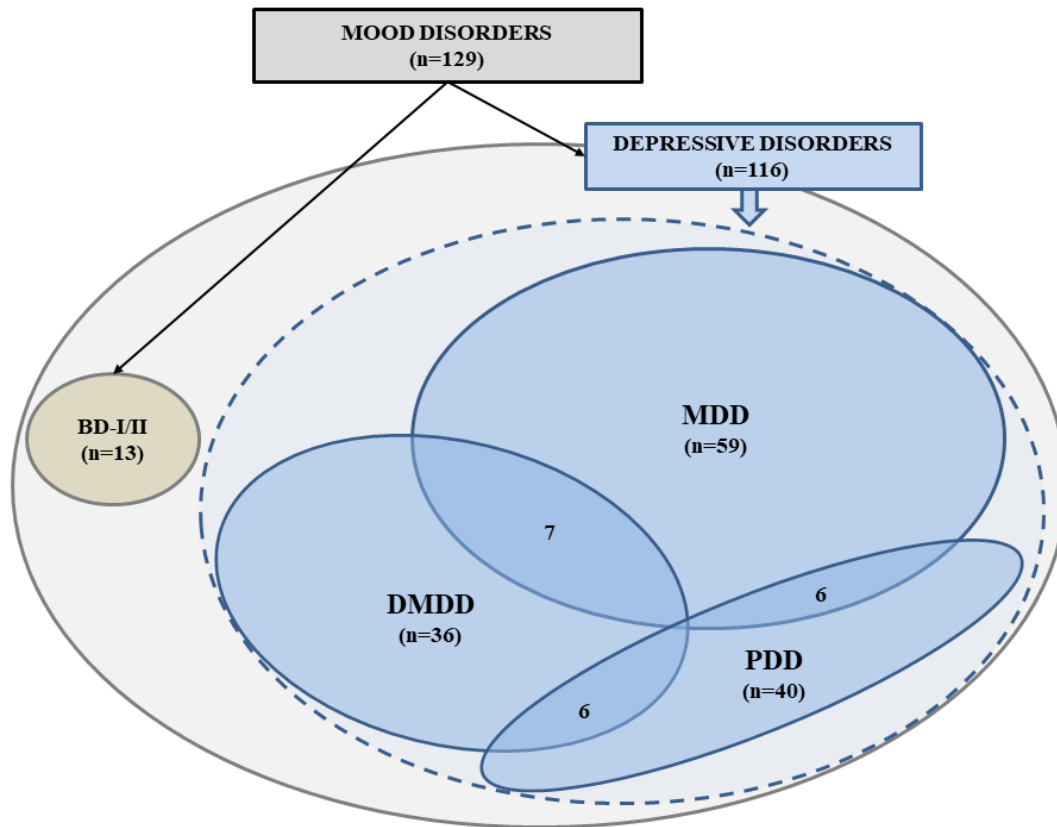 MOOD DISORDERS
(n=129)
DEPRESSIVE DISORDERS
(n=116)
BD-I/II
(n=13)
MDD
(n=59)
7
DMDD
(n=36)
6
PDD
(n=40)
6